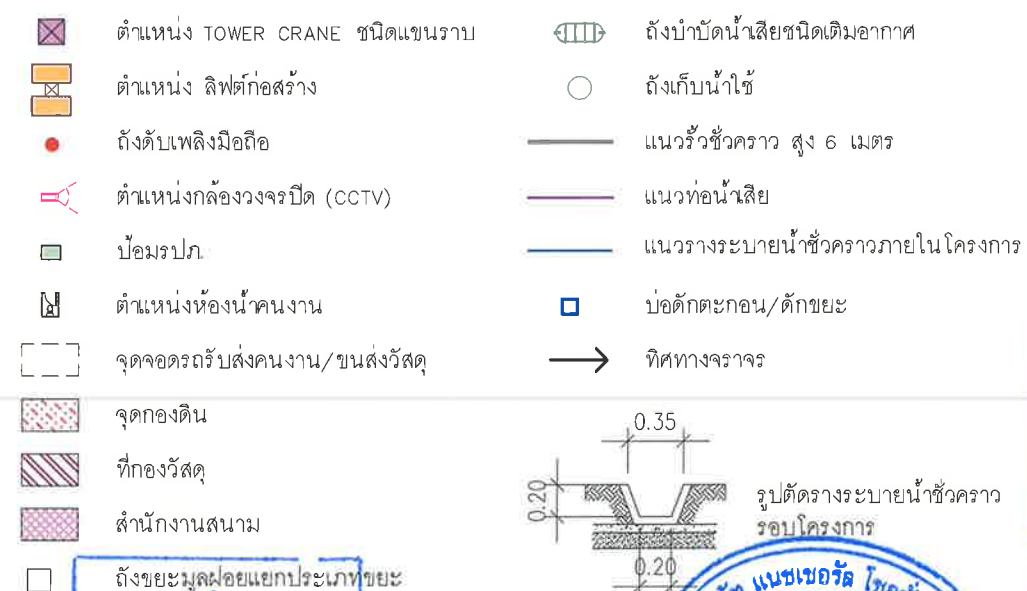 ตำแหน่ง TOWER CRANE ชนิดแขนราบ
ตำแหน่ง ลิฟต์ก่อสร้าง
ถังดับเพลิงมือถือ
ตำแหน่งกล้องวงจรปิด (CCTV)
ป้อมรปภ.
ตำแหน่งห้องน้ำคนงาน
จุดจอดรถรับส่งคนงาน/ขนส่งวัสดุ
จุดกองดิน
ที่กองวัสดุ
สำนักงานสนาม
ถังขยะมูลฝอยแยกประเภทขยะ
ถังบำบัดน้ำเสียชนิดเติมอากาศ
ถังเก็บน้ำใช้
แนวรั้วชั่วคราว สูง 6 เมตร
แนวท่อน้ำเสีย
แนวรางระบายน้ำชั่วคราวภายในโครงการ
บ่อดักตะกอน/ดักขยะ
ทิศทางจราจร
0.35
0.20
0.20
รูปตัดรางระบายน้ำชั่วคราว
รอบโครงการ
แนชเชอรัล